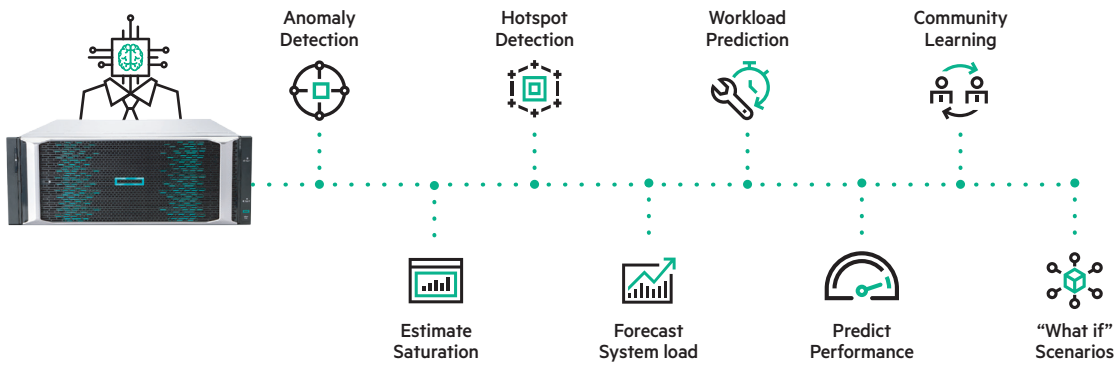 Anomaly
Detection
Hotspot
Detection
Workload
Prediction
Community
Learning
Estimate
Saturation
Forecast
System load
Predict
Performance
“What if”
Scenarios